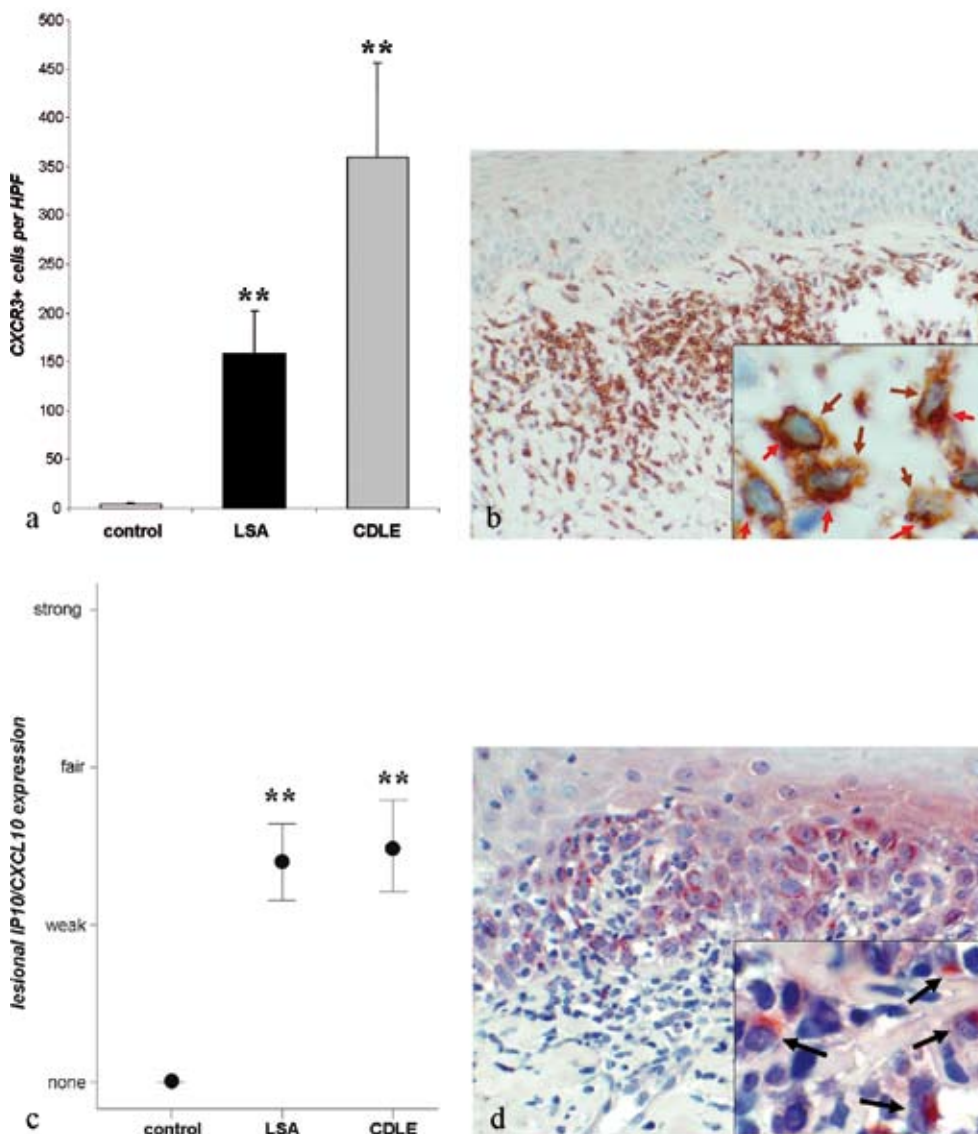 500
450
400
350
300
250
200
150
100
50
0
CXCR3+ cells per HPF
**
**
control LSA CDLE
a
b
strong
fair
weak
none
lesional IP10/CXCL10 expression
**
**
control LSA CDLE
c
d